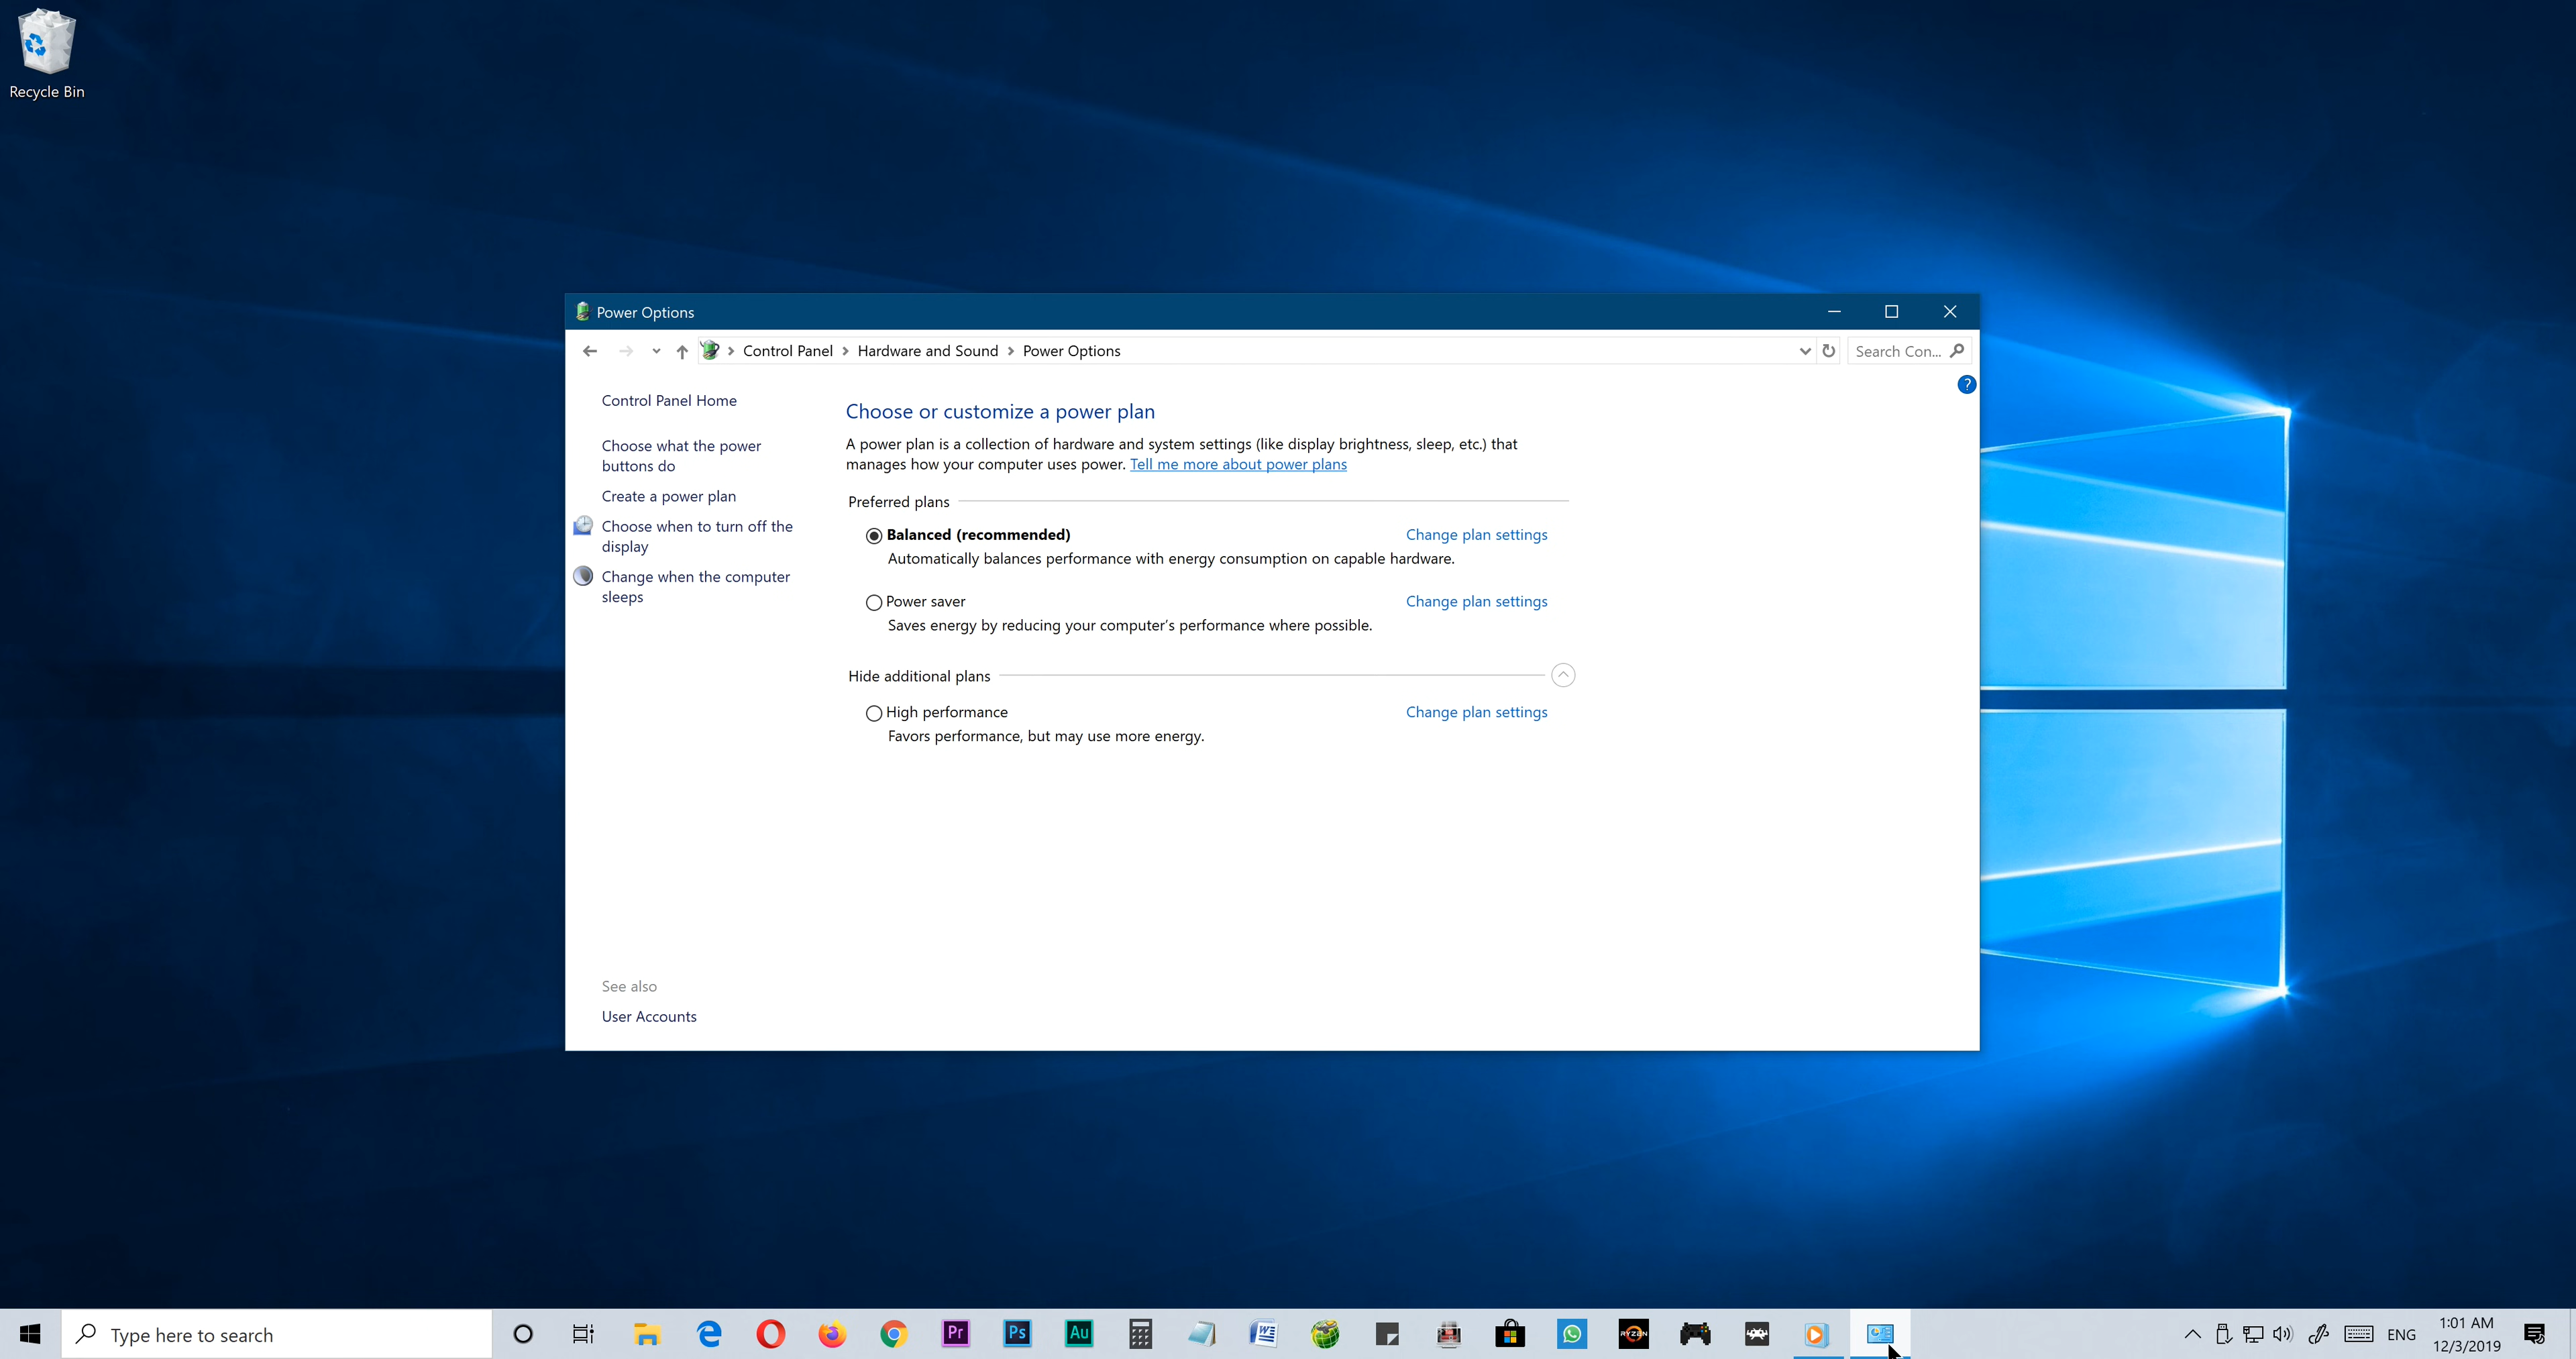 Recycle Bin
Power Options
Control Panel
Hardware and Sound
Power Options
Search Con...
?
Control Panel Home
Choose what the power
buttons do
Create a power plan
Choose when to turn off the
display
Change when the computer
sleeps
See also
User Accounts
Choose or customize a power plan
A power plan is a collection of hardware and system settings (like display brightness, sleep, etc.) that
manages how your computer uses power. Tell me more about power plans
Preferred plans
Balanced (recommended)
Change plan settings
Automatically balances performance with energy consumption on capable hardware.
Power saver
Change plan settings
Saves energy by reducing your computer's performance where possible.
Hide additional plans
High performance
Change plan settings
Favors performance, but may use more energy.
Type here to search
Pr
Ps
Au
RYZEN
ENG
1:01 AM
12/3/2019